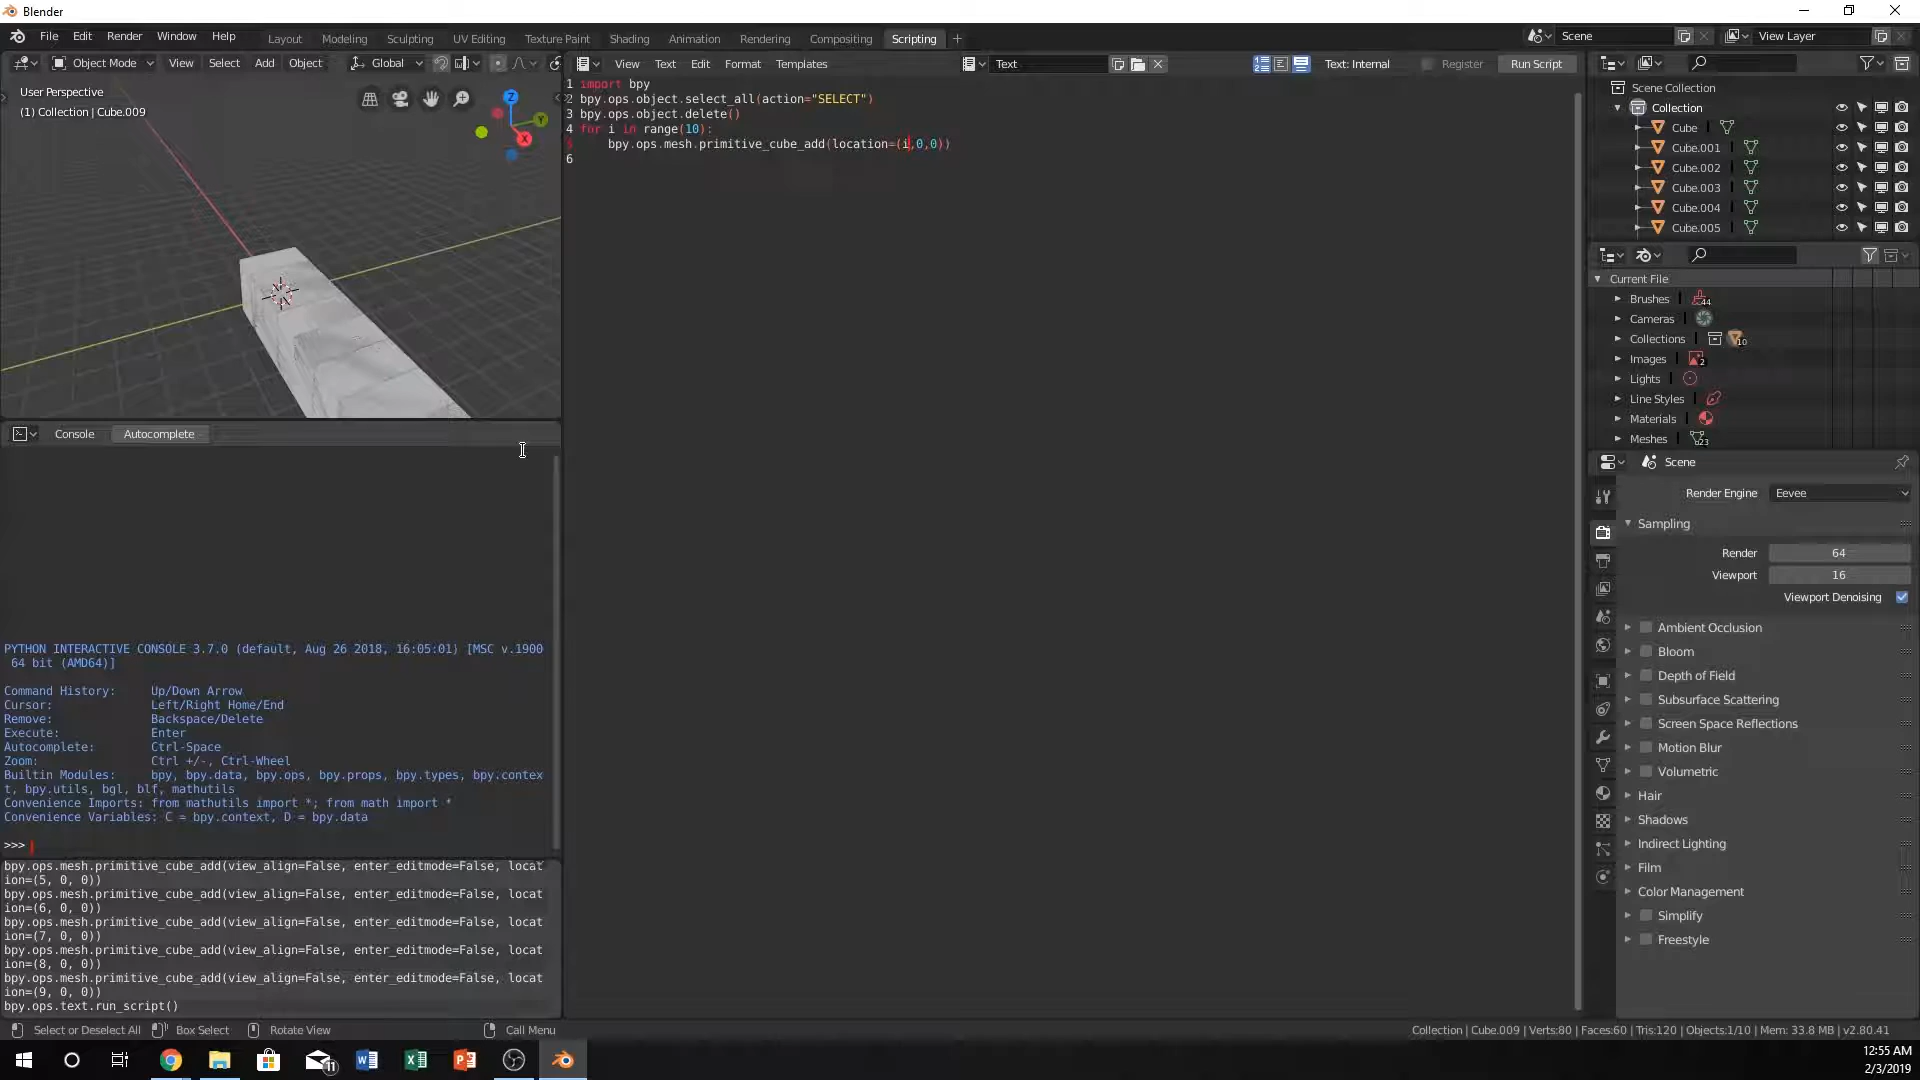 Blender
File Edit Render Window Help Layout Modeling Sculpting UV Editing Texture Paint Shading Animation Rendering Compositing Scripting + Scene View Layer
Object Mode View Select Add Object Global
User Perspective
(1) Collection | Cube.009
Z
Y
X
View Text Edit Format Templates Text Text: Internal Register Run Script
1 import bpy
2 bpy.ops.object.select_all(action="SELECT")
3 bpy.ops.object.delete()
4 for i in range(10):
5 bpy.ops.mesh.primitive_cube_add(location=(i,0,0))
6
Scene Collection
Collection
Cube
Cube.001
Cube.002
Cube.003
Cube.004
Cube.005
Current File
Brushes 44
Cameras
Collections 10
Images 2
Lights
Line Styles
Materials
Meshes 23
Scene
Render Engine Eevee
Sampling
Render 64
Viewport 16
Viewport Denoising
Ambient Occlusion
Bloom
Depth of Field
Subsurface Scattering
Screen Space Reflections
Motion Blur
Volumetric
Hair
Shadows
Indirect Lighting
Film
Color Management
Simplify
Freestyle
Console Autocomplete
PYTHON INTERACTIVE CONSOLE 3.7.0 (default, Aug 26 2018, 16:05:01) [MSC v.1900
64 bit (AMD64)]
Command History: Up/Down Arrow
Cursor: Left/Right Home/End
Remove: Backspace/Delete
Execute: Enter
Autocomplete: Ctrl-Space
Zoom: Ctrl +/-, Ctrl-Wheel
Builtin Modules: bpy, bpy.data, bpy.ops, bpy.props, bpy.types, bpy.contex
t, bpy.utils, bgl, blf, mathutils
Convenience Imports: from mathutils import *; from math import *
Convenience Variables: C = bpy.context, D = bpy.data
>>>
bpy.ops.mesh.primitive_cube_add(view_align=False, enter_editmode=False, locat
ion=(5, 0, 0))
bpy.ops.mesh.primitive_cube_add(view_align=False, enter_editmode=False, locat
ion=(6, 0, 0))
bpy.ops.mesh.primitive_cube_add(view_align=False, enter_editmode=False, locat
ion=(7, 0, 0))
bpy.ops.mesh.primitive_cube_add(view_align=False, enter_editmode=False, locat
ion=(8, 0, 0))
bpy.ops.mesh.primitive_cube_add(view_align=False, enter_editmode=False, locat
ion=(9, 0, 0))
bpy.ops.text.run_script()
Select or Deselect All Box Select Rotate View Call Menu Collection | Cube.009 | Verts:80 | Faces:60 | Tris:120 | Objects:1/10 | Mem: 33.8 MB | v2.80.41
11
12:55 AM
2/3/2019